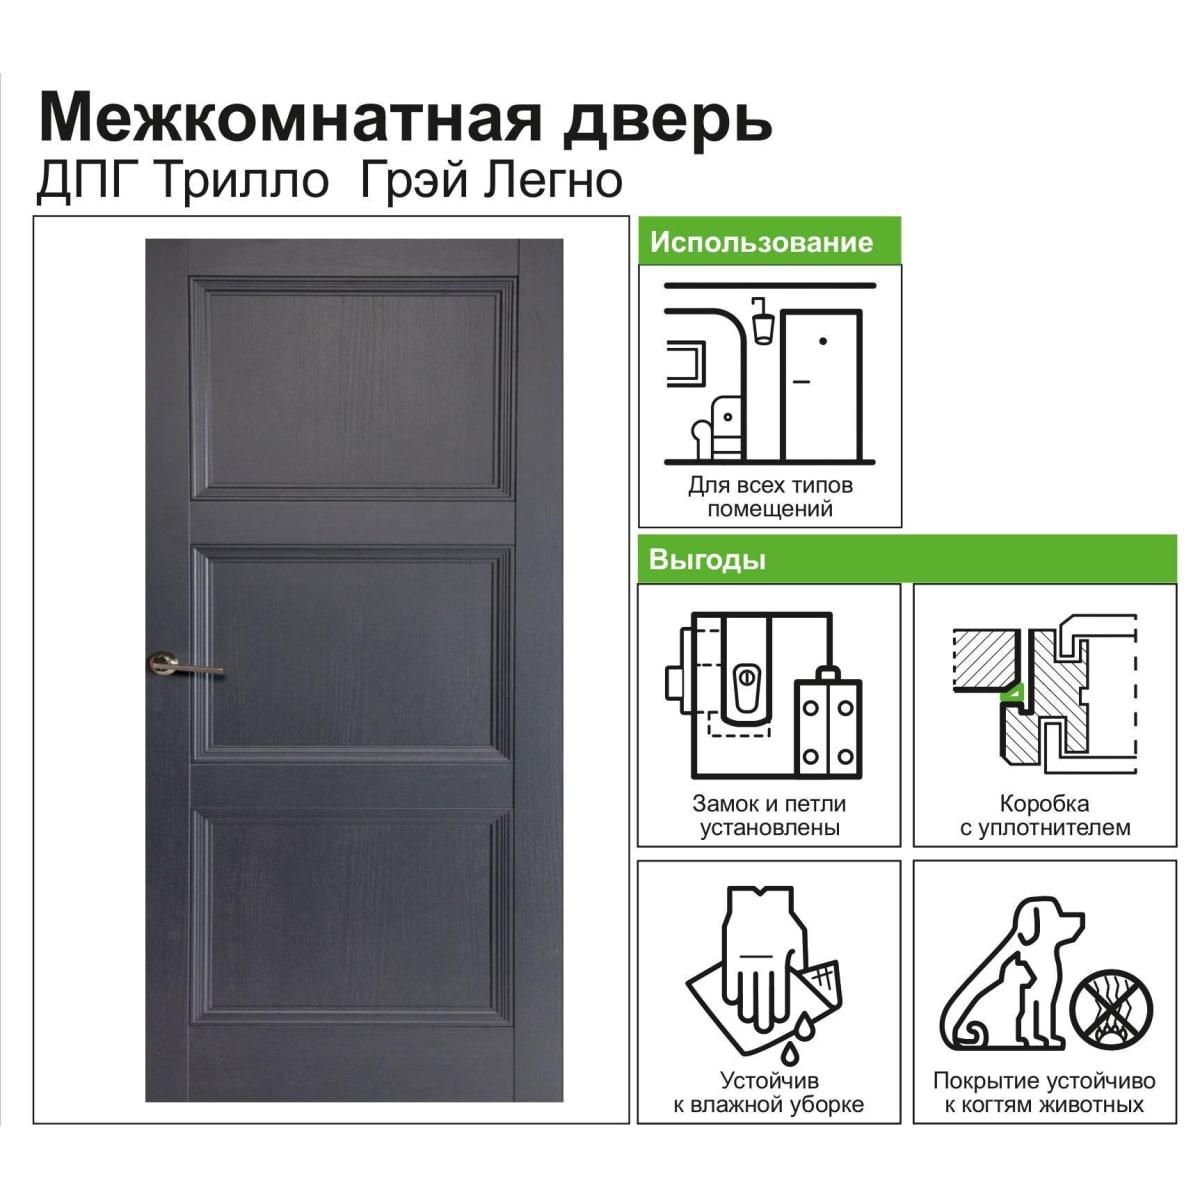 Межкомнатная дверь
ДПГ Трилло Грэй Легно
Использование
Для всех типов
помещений
Выгоды
Замок и петли
установлены
Коробка
с уплотнителем
Устойчив
к влажной уборке
Покрытие устойчиво
к когтям животных